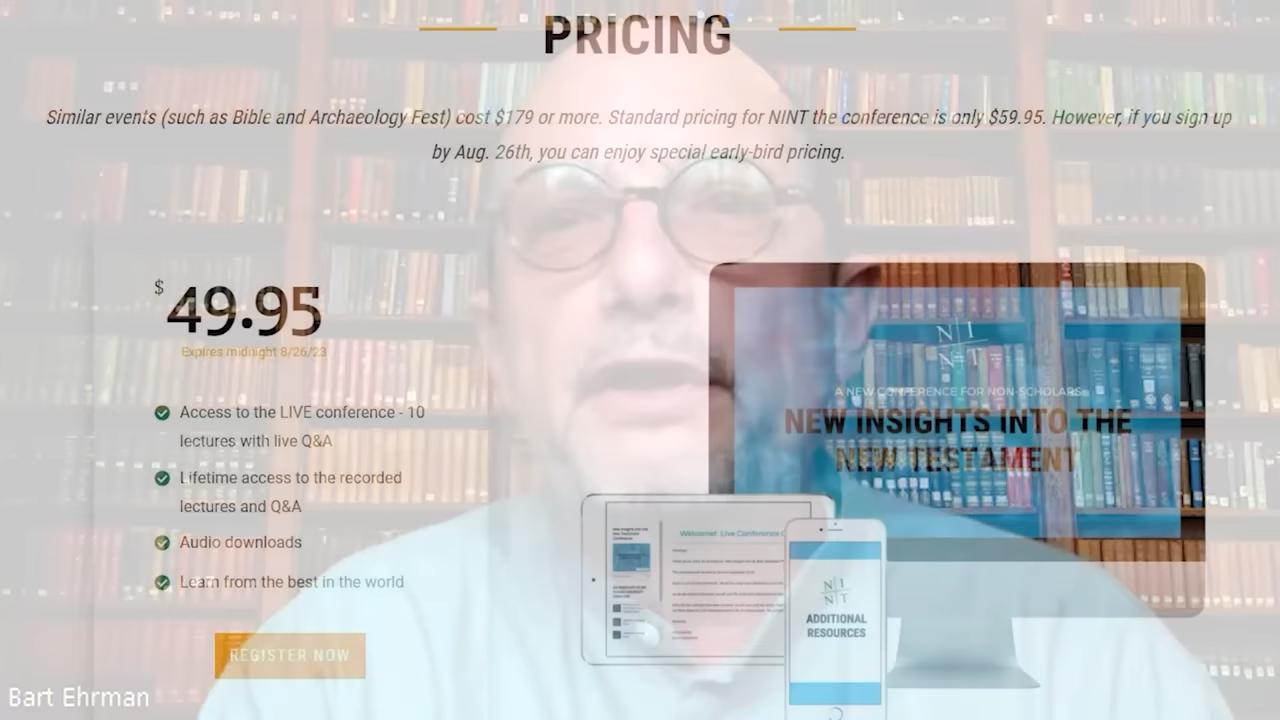 PRICING
Similar events (such as Bible and Archaeology Fest) cost $179 or more. Standard pricing for NINT the conference is only $59.95. However, if you sign up
by Aug. 26th, you can enjoy special early-bird pricing.
$
49.95
Expires midnight 8/26/23
Access to the LIVE conference - 10
lectures with live Q&A
Lifetime access to the recorded
lectures and Q&A
Audio downloads
Learn from the best in the world
REGISTER NOW
N I
N T
A NEW CONFERENCE FOR NON-SCHOLARS
NEW INSIGHTS INTO THE
NEW TESTAMENT
Welcome! Live Conference
N I
N T
ADDITIONAL
RESOURCES
Bart Ehrman